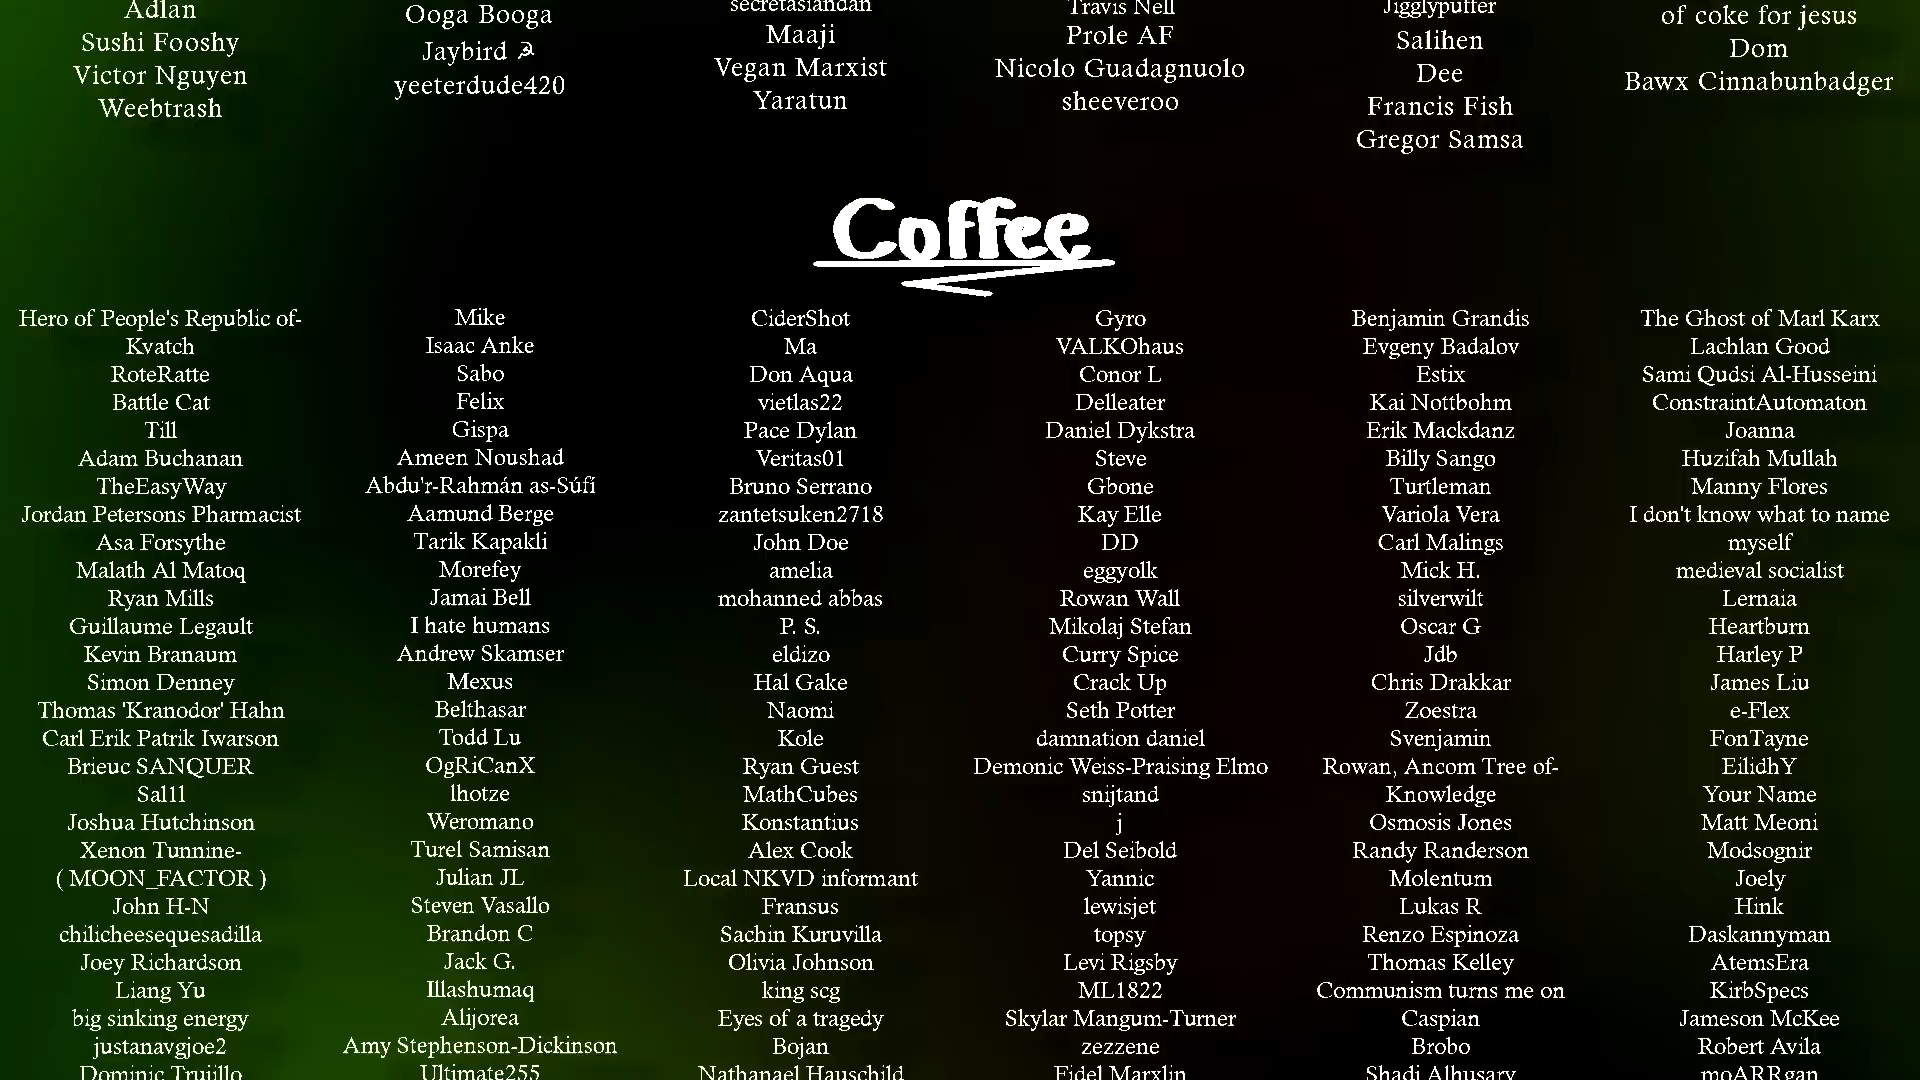 Adlan
Sushi Fooshy
Victor Nguyen
Weebtrash
Ooga Booga
Jaybird ☭
yeeterdude420
secretasiandan
Maaji
Vegan Marxist
Yaratun
Travis Nell
Prole AF
Nicolo Guadagnuolo
sheeveroo
Jigglypuffer
Salihen
Dee
Francis Fish
Gregor Samsa
of coke for jesus
Dom
Bawx Cinnabunbadger
Coffee
Hero of People's Republic of-
Kvatch
RoteRatte
Battle Cat
Till
Adam Buchanan
TheEasyWay
Jordan Petersons Pharmacist
Asa Forsythe
Malath Al Matoq
Ryan Mills
Guillaume Legault
Kevin Branaum
Simon Denney
Thomas 'Kranodor' Hahn
Carl Erik Patrik Iwarson
Brieuc SANQUER
Sal11
Joshua Hutchinson
Xenon Tunnine-
( MOON_FACTOR )
John H-N
chilicheesequesadilla
Joey Richardson
Liang Yu
big sinking energy
justanavgjoe2
Dominic Trujillo
Mike
Isaac Anke
Sabo
Felix
Gispa
Ameen Noushad
Abdu'r-Rahmán as-Súfí
Aamund Berge
Tarik Kapakli
Morefey
Jamai Bell
I hate humans
Andrew Skamser
Mexus
Belthasar
Todd Lu
OgRiCanX
lhotze
Weromano
Turel Samisan
Julian JL
Steven Vasallo
Brandon C
Jack G.
Illashumaq
Alijorea
Amy Stephenson-Dickinson
Ultimate255
CiderShot
Ma
Don Aqua
vietlas22
Pace Dylan
Veritas01
Bruno Serrano
zantetsuken2718
John Doe
amelia
mohanned abbas
P. S.
eldizo
Hal Gake
Naomi
Kole
Ryan Guest
MathCubes
Konstantius
Alex Cook
Local NKVD informant
Fransus
Sachin Kuruvilla
Olivia Johnson
king scg
Eyes of a tragedy
Bojan
Nathanael Hauschild
Gyro
VALKOhaus
Conor L
Delleater
Daniel Dykstra
Steve
Gbone
Kay Elle
DD
eggyolk
Rowan Wall
Mikolaj Stefan
Curry Spice
Crack Up
Seth Potter
damnation daniel
Demonic Weiss-Praising Elmo
snijtand
j
Del Seibold
Yannic
lewisjet
topsy
Levi Rigsby
ML1822
Skylar Mangum-Turner
zezzene
Fidel Marxlin
Benjamin Grandis
Evgeny Badalov
Estix
Kai Nottbohm
Erik Mackdanz
Billy Sango
Turtleman
Variola Vera
Carl Malings
Mick H.
silverwilt
Oscar G
Jdb
Chris Drakkar
Zoestra
Svenjamin
Rowan, Ancom Tree of-
Knowledge
Osmosis Jones
Randy Randerson
Molentum
Lukas R
Renzo Espinoza
Thomas Kelley
Communism turns me on
Caspian
Brobo
Shadi Alhusary
The Ghost of Marl Karx
Lachlan Good
Sami Qudsi Al-Husseini
ConstraintAutomaton
Joanna
Huzifah Mullah
Manny Flores
I don't know what to name
myself
medieval socialist
Lernaia
Heartburn
Harley P
James Liu
e-Flex
FonTayne
EilidhY
Your Name
Matt Meoni
Modsognir
Joely
Hink
Daskannyman
AtemsEra
KirbSpecs
Jameson McKee
Robert Avila
moARRgan